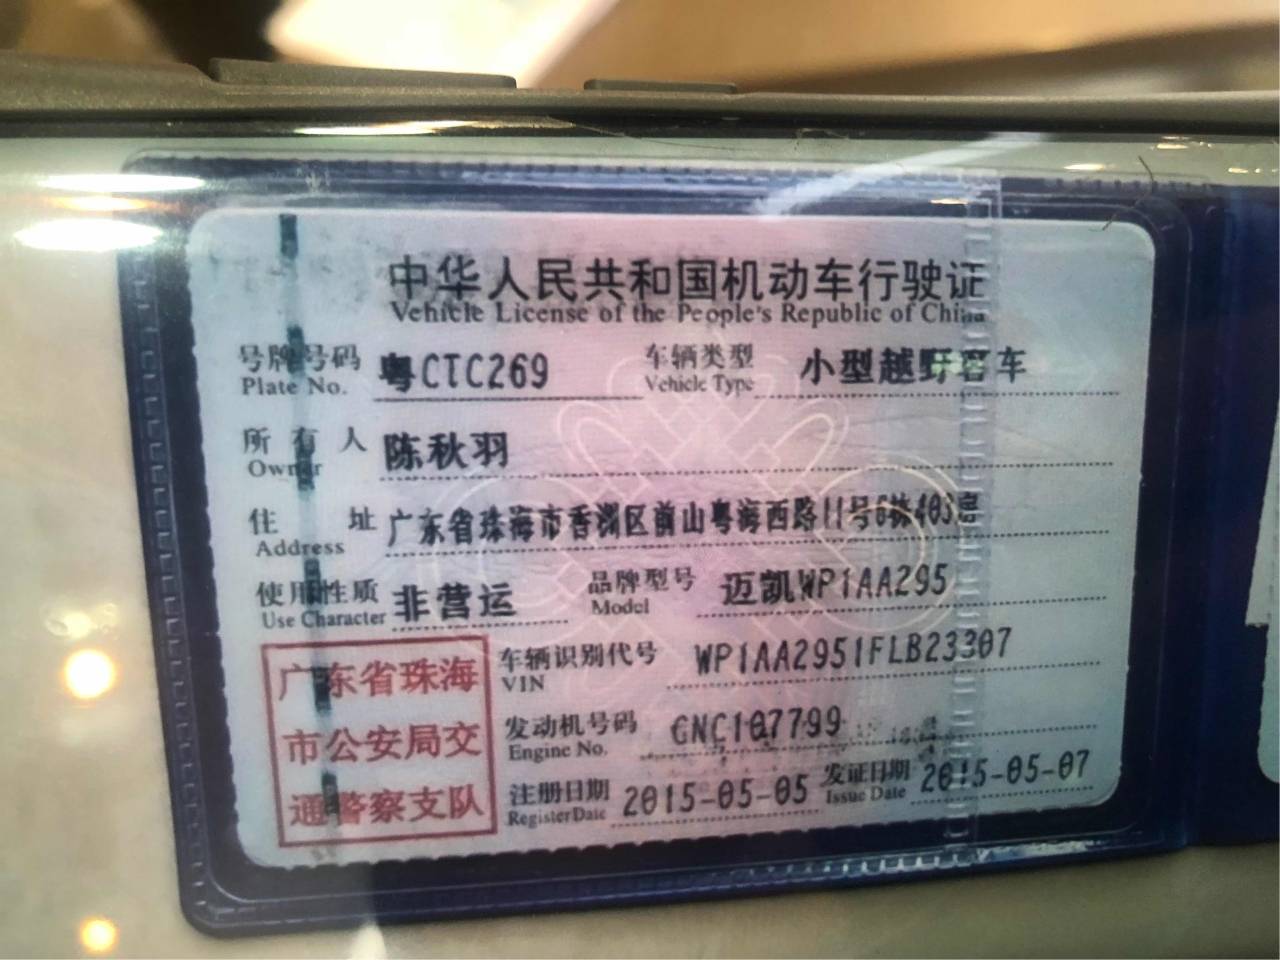 中华人民共和国机动车行驶证
Vehicle License of the People's Republic of China
号牌号码 粤CTC269 车辆类型 小型越野客车
Plate No. Vehicle Type
所有人 陈秋羽
Owner
住址 广东省珠海市香洲区前山粤海西路11号6栋403房
Address
使用性质 非营运 品牌型号 迈凯WP1AA295
Use Character Model
广东省珠海
市公安局交
通警察支队
车辆识别代号 WP1AA2951FLB23307
VIN
发动机号码 CNC107799
Engine No.
注册日期 2015-05-05 发证日期 2015-05-07
Register Date Issue Date